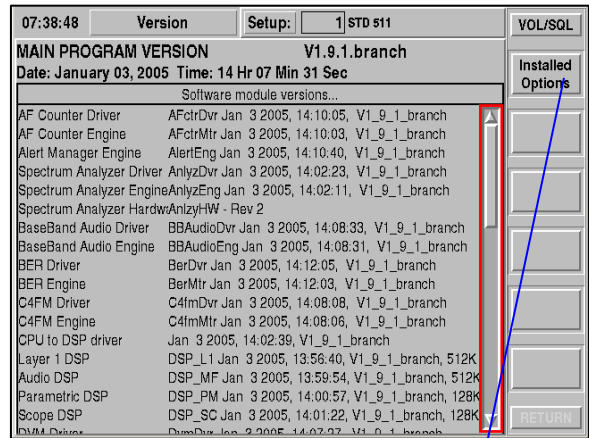 07:38:48 Version Setup: 1 STD 511 VOL/SQL
MAIN PROGRAM VERSION V1.9.1.branch
Date: January 03, 2005 Time: 14 Hr 07 Min 31 Sec
Installed
Options
Software module versions...
AF Counter Driver AFctrDvr Jan 3 2005, 14:10:05, V1_9_1_branch
AF Counter Engine AFctrMtr Jan 3 2005, 14:10:03, V1_9_1_branch
Alert Manager Engine AlertEng Jan 3 2005, 14:10:40, V1_9_1_branch
Spectrum Analyzer Driver AnlyzDvr Jan 3 2005, 14:02:23, V1_9_1_branch
Spectrum Analyzer Engine AnlyzEng Jan 3 2005, 14:02:11, V1_9_1_branch
Spectrum Analyzer Hardw AnlzyHW - Rev 2
BaseBand Audio Driver BBAudioDvr Jan 3 2005, 14:08:33, V1_9_1_branch
BaseBand Audio Engine BBAudioEng Jan 3 2005, 14:08:31, V1_9_1_branch
BER Driver BerDvr Jan 3 2005, 14:12:05, V1_9_1_branch
BER Engine BerMtr Jan 3 2005, 14:12:03, V1_9_1_branch
C4FM Driver C4fmDvr Jan 3 2005, 14:08:08, V1_9_1_branch
C4FM Engine C4fmMtr Jan 3 2005, 14:08:06, V1_9_1_branch
CPU to DSP driver Jan 3 2005, 14:02:39, V1_9_1_branch
Layer 1 DSP DSP_L1 Jan 3 2005, 13:56:40, V1_9_1_branch, 512K
Audio DSP DSP_MF Jan 3 2005, 13:59:54, V1_9_1_branch, 512K
Parametric DSP DSP_PM Jan 3 2005, 14:00:57, V1_9_1_branch, 128K
Scope DSP DSP_SC Jan 3 2005, 14:01:22, V1_9_1_branch, 128K
DVM Driver DvmDvr Jan 3 2005, 14:07:27, V1_9_1_branch
RETURN